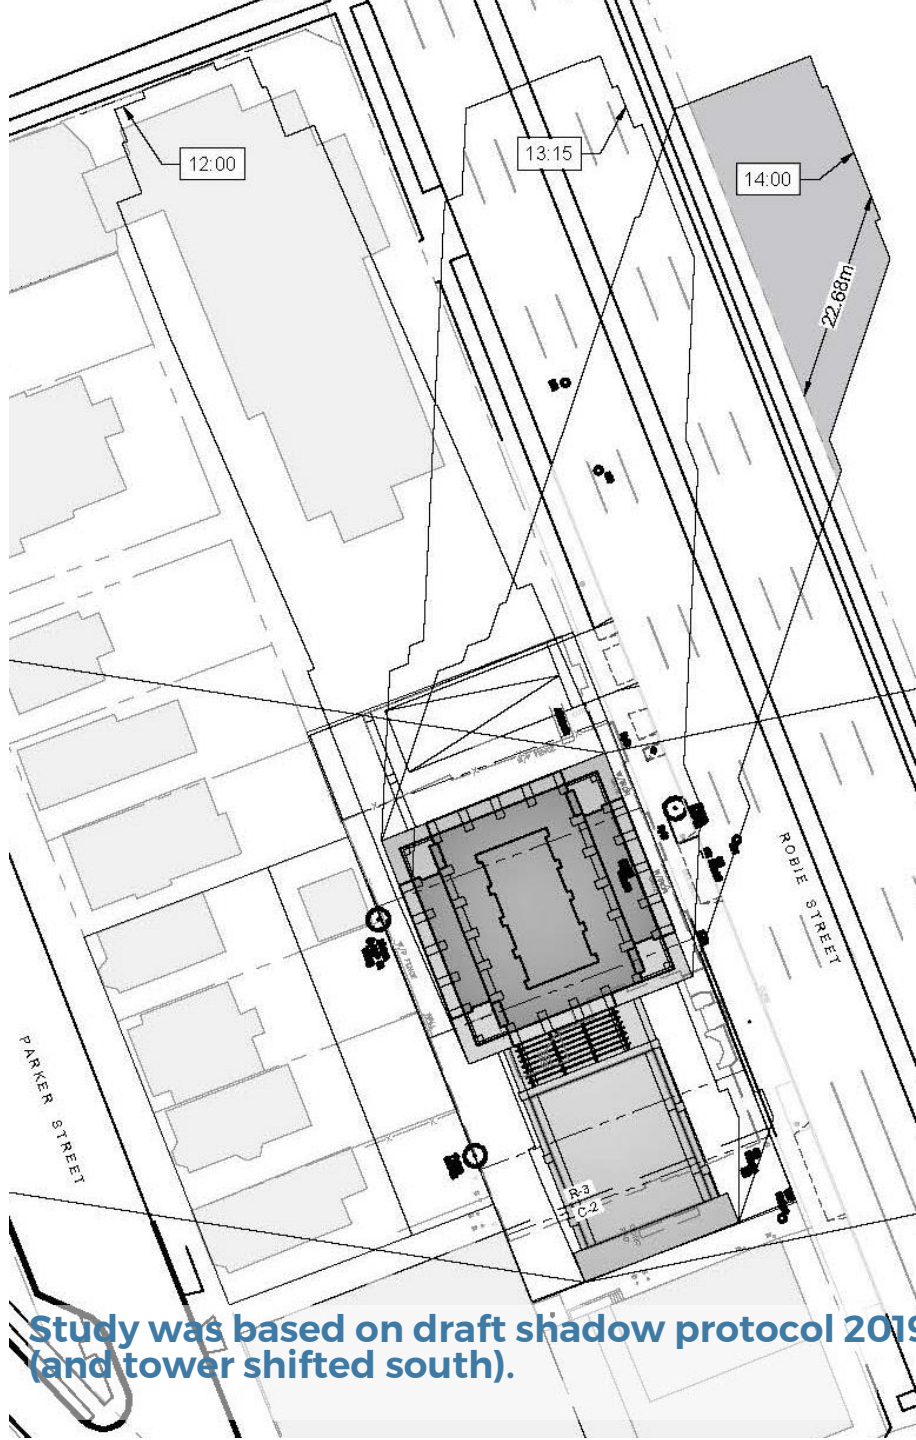 12:00
13:15
14:00
22.68m
ROBIE STREET
PARKER STREET
R-3
C-2
Study was based on draft shadow protocol 2019
(and tower shifted south).